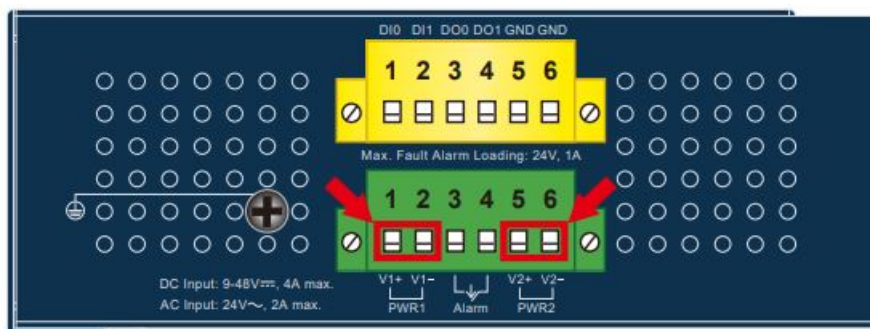 DI0 DI1 DO0 DO1 GND GND
1 2 3 4 5 6
Max. Fault Alarm Loading: 24V, 1A
1 2 3 4 5 6
V1+ V1− V2+ V2−
PWR1 Alarm PWR2
DC Input: 9-48V⎓, 4A max.
AC Input: 24V～, 2A max.